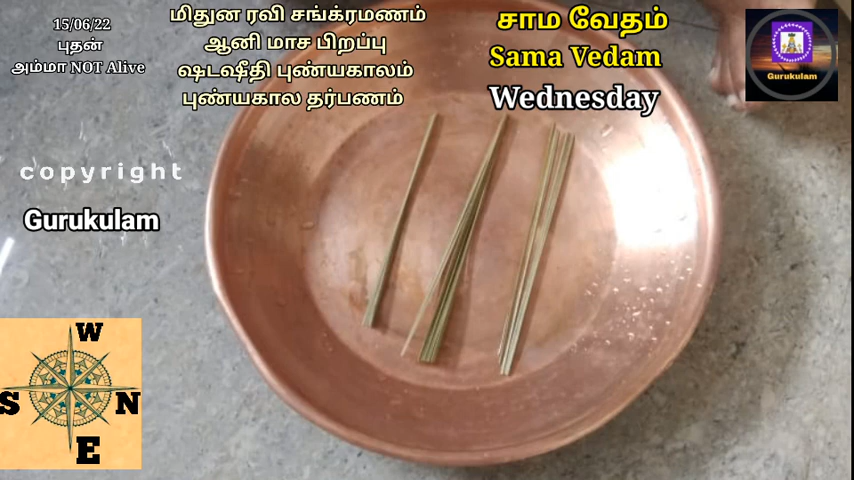 15/06/22
புதன்
அம்மா NOT Alive
மிதுன ரவி சங்க்ரமணம்
ஆனி மாச பிறப்பு
ஷடஷீதி புண்யகாலம்
புண்யகால தர்பணம்
சாம வேதம்
Sama Vedam
Wednesday
Gurukulam
copyright
Gurukulam
W
S N
E